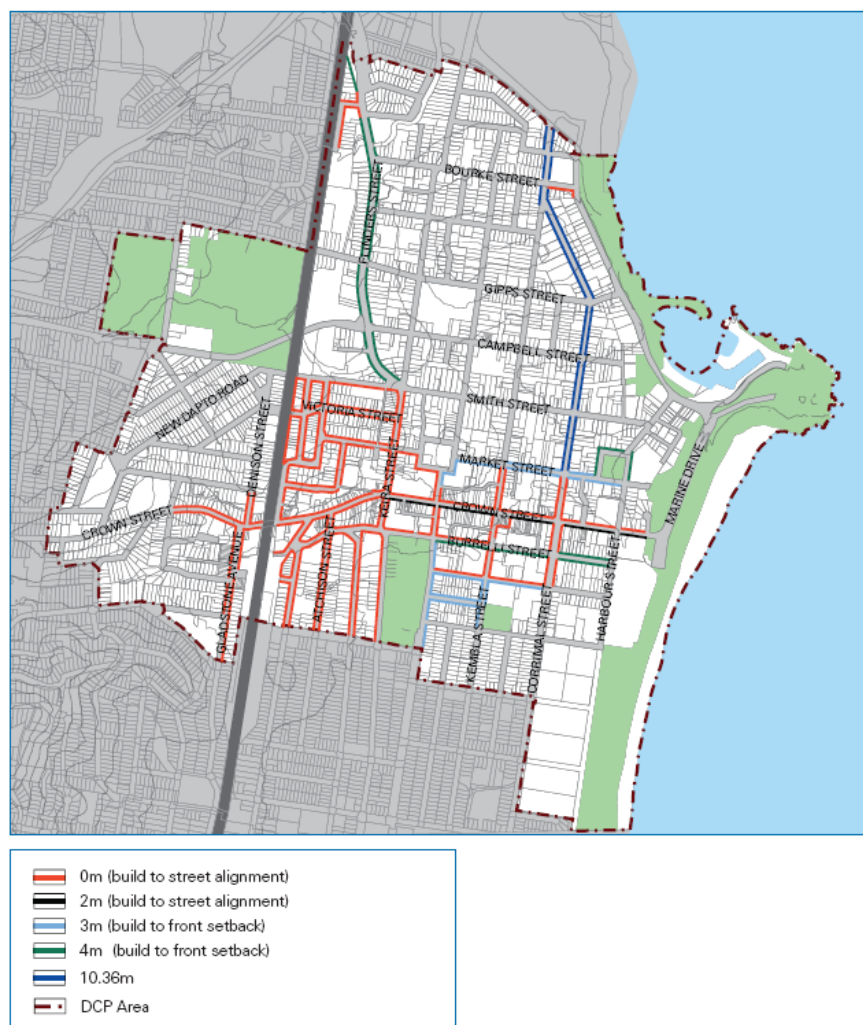 BOURKE STREET
FLINDERS STREET
GIPPS STREET
CAMPBELL STREET
SMITH STREET
VICTORIA STREET
NEW DAPTO ROAD
DENISON STREET
KEIRA STREET
MARKET STREET
MARINE DRIVE
CROWN STREET
CROWN STREET
BURELLI STREET
ATCHISON STREET
GLADSTONE AVENUE
HARBOUR STREET
KEMBLA STREET
CORRIMAL STREET
0m (build to street alignment)
2m (build to street alignment)
3m (build to front setback)
4m (build to front setback)
10.36m
DCP Area